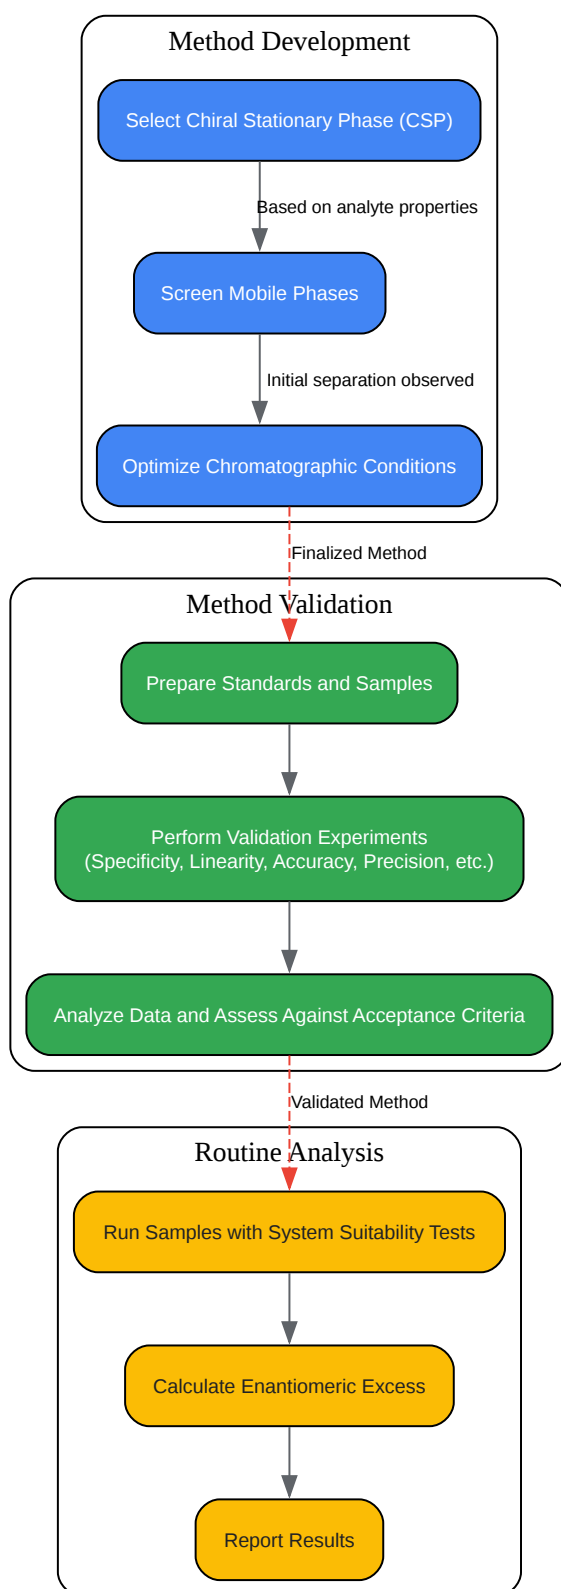 Method Development
Select Chiral Stationary Phase (CSP)
Based on analyte properties
Screen Mobile Phases
Initial separation observed
Optimize Chromatographic Conditions
Finalized Method
Method Validation
Prepare Standards and Samples
Perform Validation Experiments
(Specificity, Linearity, Accuracy, Precision, etc.)
Analyze Data and Assess Against Acceptance Criteria
Validated Method
Routine Analysis
Run Samples with System Suitability Tests
Calculate Enantiomeric Excess
Report Results